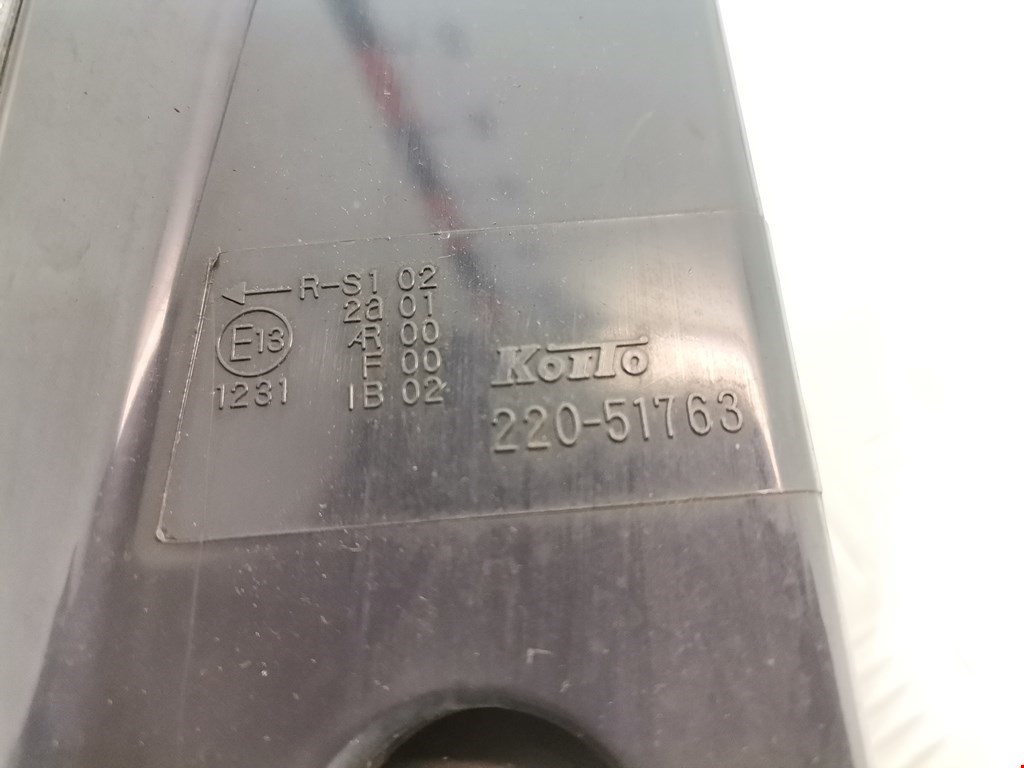 ← R-S1 02
2a 01
AR 00
E13 F 00
1231 IB 02
KoiTo
220-51763